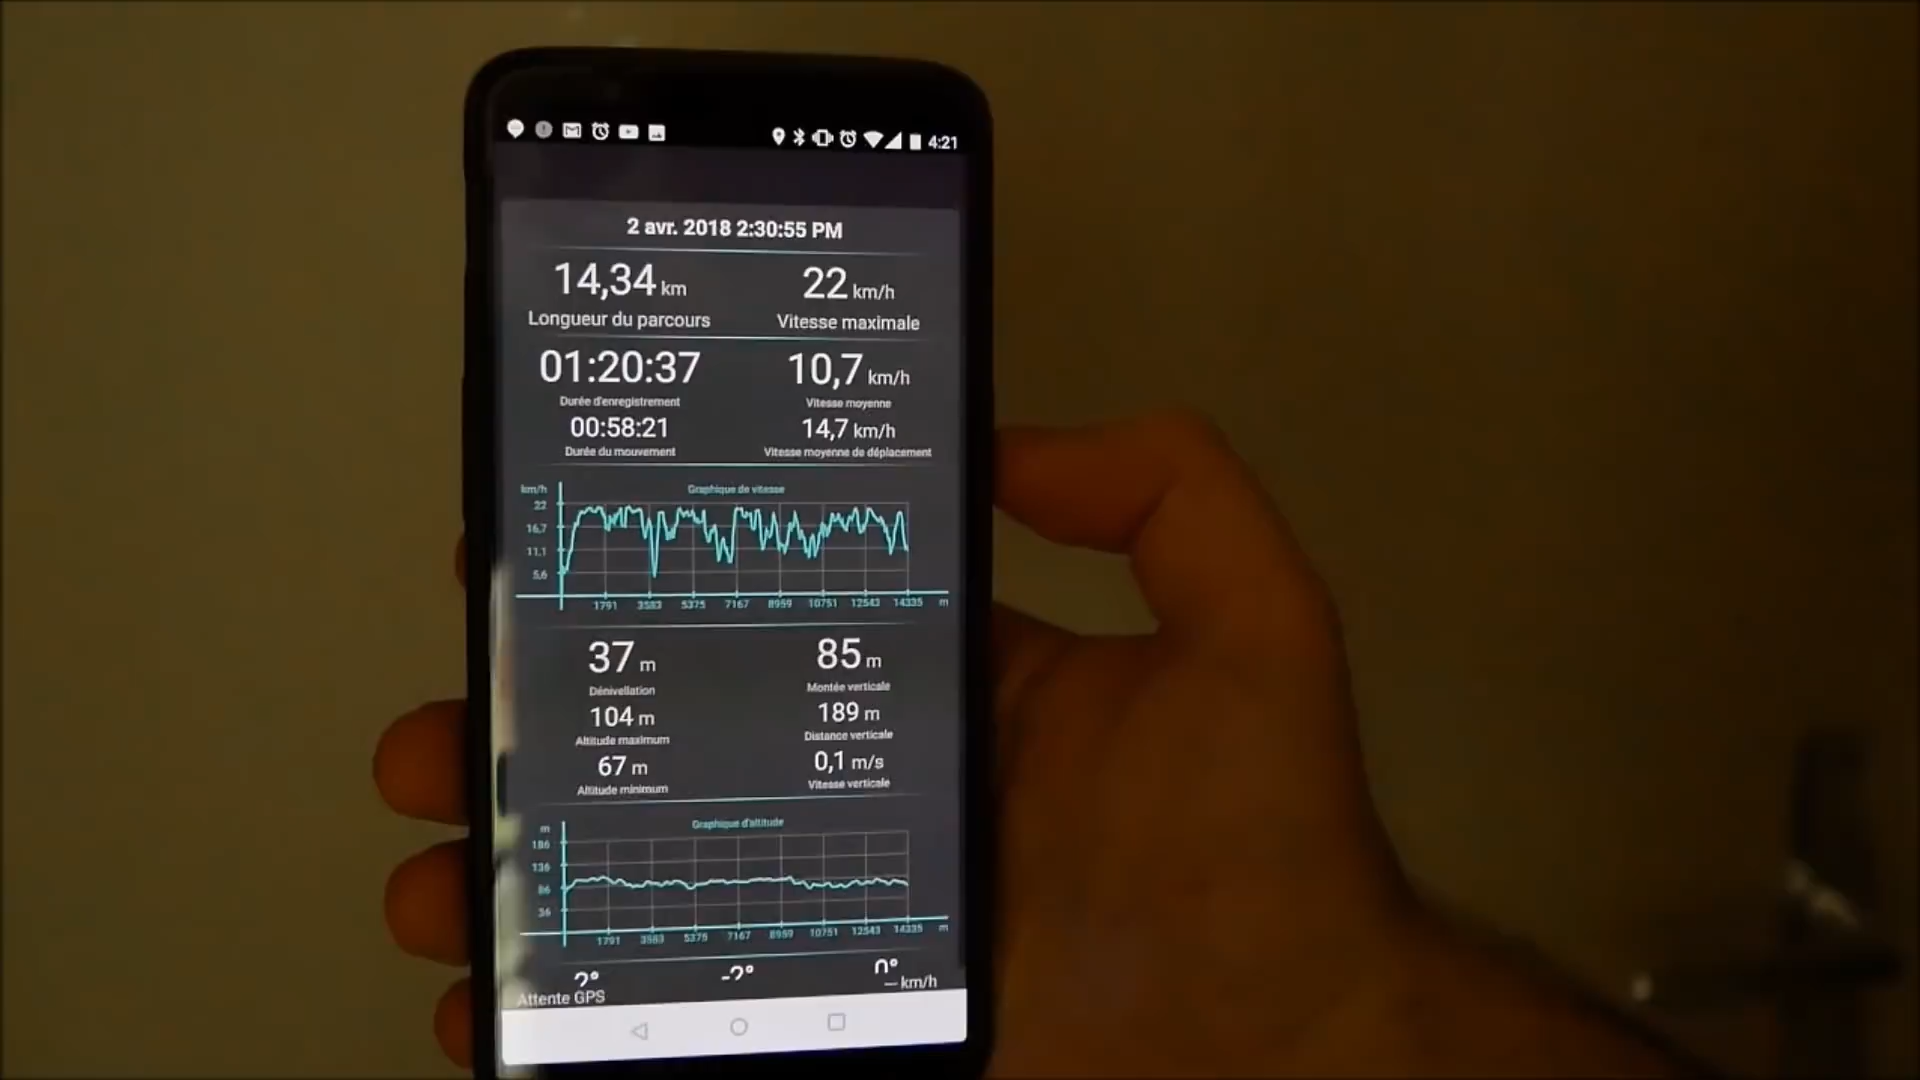 4:21
2 avr. 2018 2:30:55 PM
14,34 km 22 km/h
Longueur du parcours Vitesse maximale
01:20:37 10,7 km/h
Durée d'enregistrement Vitesse moyenne
00:58:21 14,7 km/h
Durée du mouvement Vitesse moyenne de déplacement
km/h Graphique de vitesse
22
16,7
11,1
5,6
1791 3583 5375 7167 8959 10751 12543 14335 m
37 m 85 m
Dénivellation Montée verticale
104 m 189 m
Altitude maximum Distance verticale
67 m 0,1 m/s
Altitude minimum Vitesse verticale
m Graphique d'altitude
186
136
86
36
1791 3583 5375 7167 8959 10751 12543 14335 m
2° -2° 0°
Attente GPS — km/h